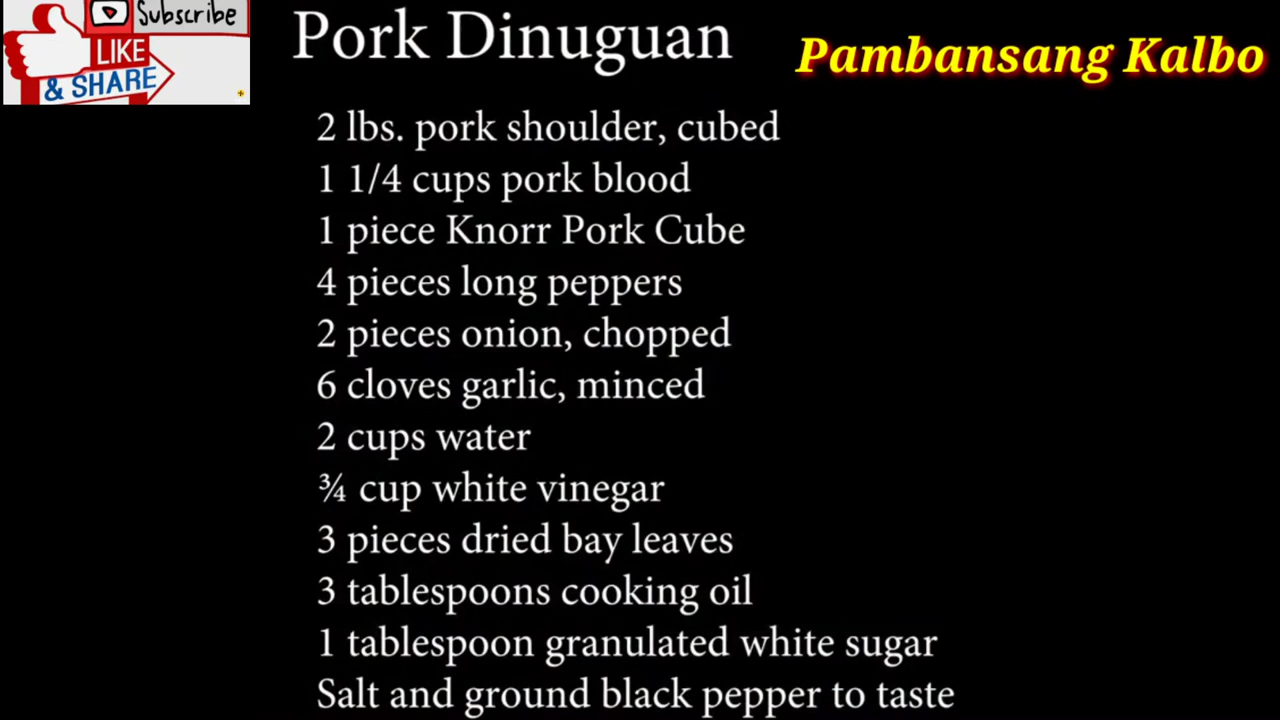 Subscribe
LIKE
& SHARE
Pork Dinuguan
Pambansang Kalbo
2 lbs. pork shoulder, cubed
1 1/4 cups pork blood
1 piece Knorr Pork Cube
4 pieces long peppers
2 pieces onion, chopped
6 cloves garlic, minced
2 cups water
¾ cup white vinegar
3 pieces dried bay leaves
3 tablespoons cooking oil
1 tablespoon granulated white sugar
Salt and ground black pepper to taste